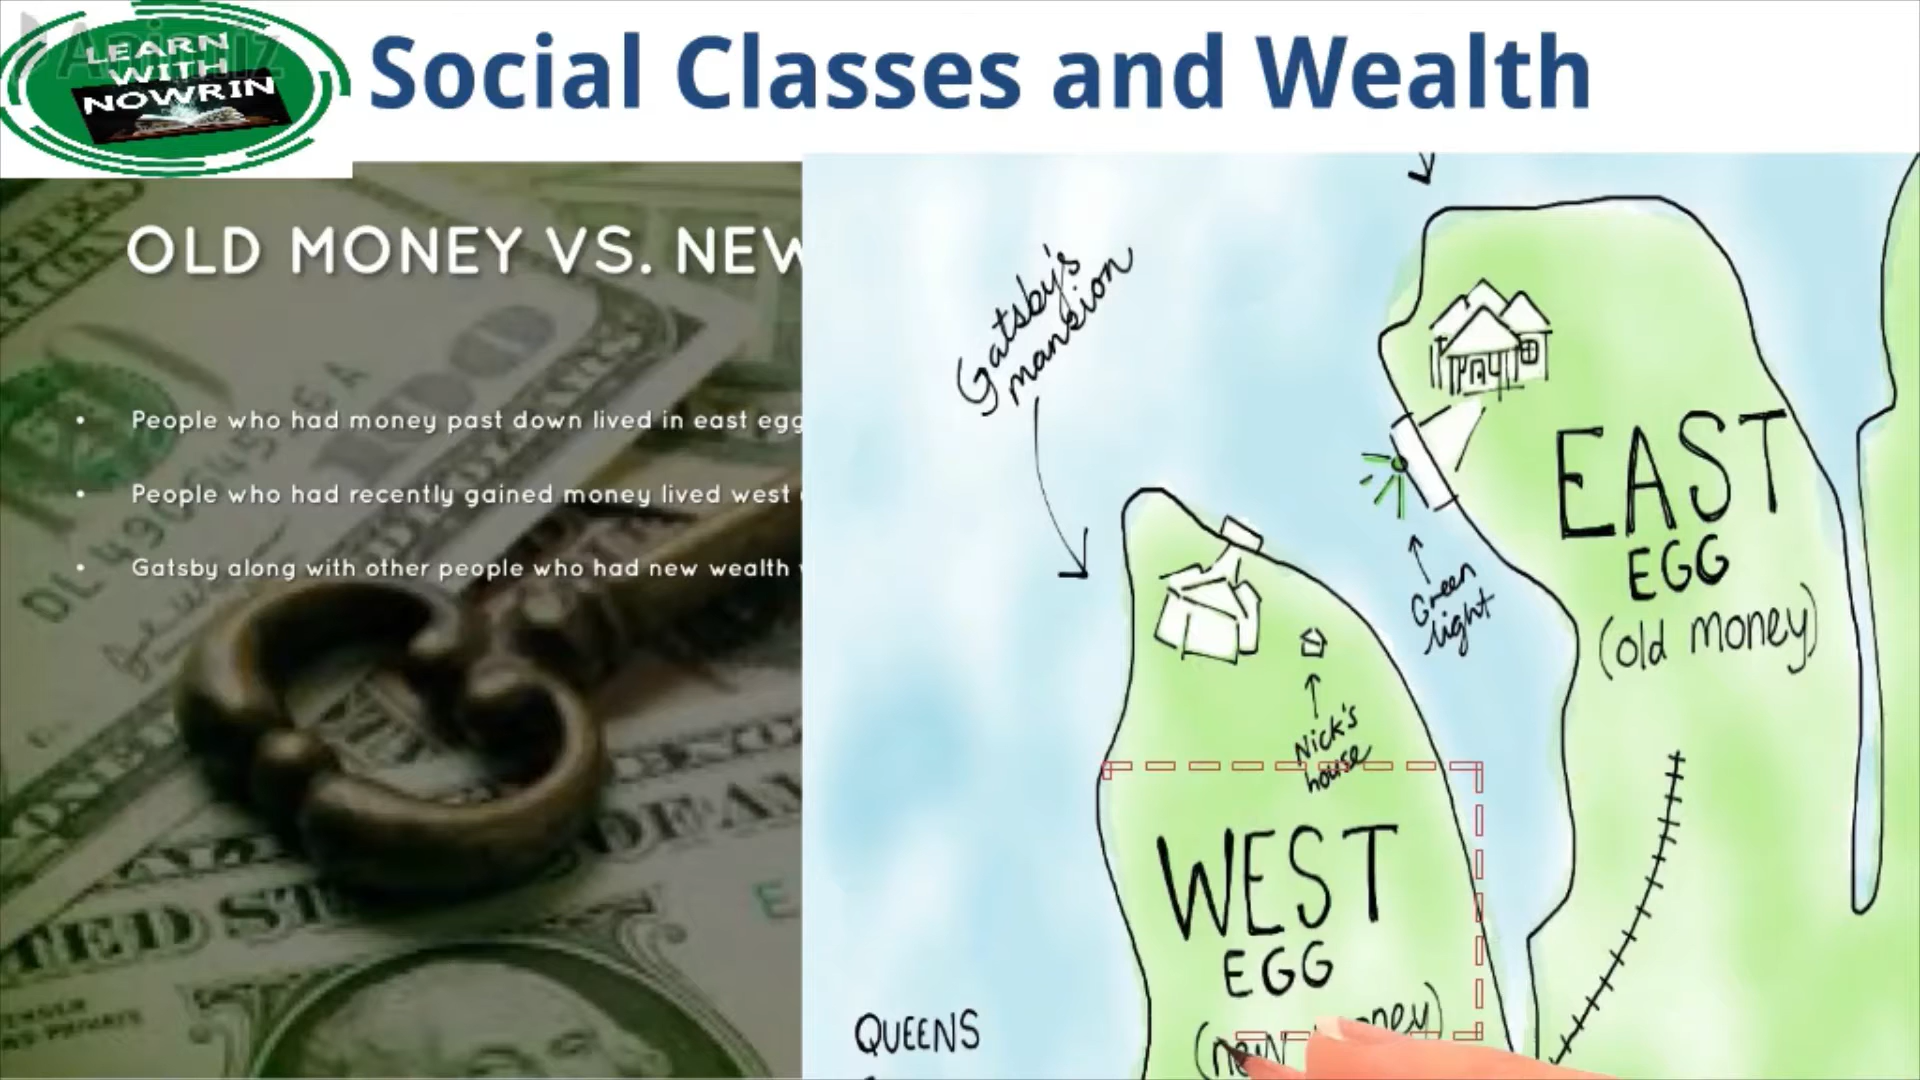 LEARN
WITH
NOWRIN
Social Classes and Wealth
OLD MONEY VS. NEW
• People who had money past down lived in east egg
• People who had recently gained money lived west
• Gatsby along with other people who had new wealth
Gatsby's
mansion
EAST
EGG
(old money)
Green
light
Nick's
house
WEST
EGG
(new money)
QUEENS